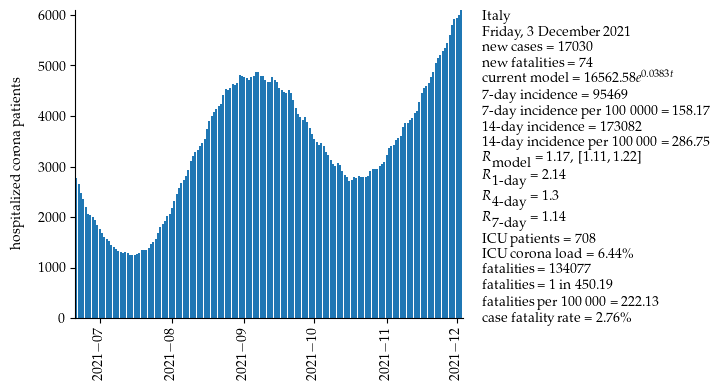 hospitalized corona patients
6000
5000
4000
3000
2000
1000
0
2021−07
2021−08
2021−09
2021−10
2021−11
2021−12
Italy
Friday, 3 December 2021
new cases = 17030
new fatalities = 74
current model = 16562.58e^0.0383t
7-day incidence = 95469
7-day incidence per 100 0000 = 158.17
14-day incidence = 173082
14-day incidence per 100 000 = 286.75
R_model = 1.17, [1.11, 1.22]
R_1-day = 2.14
R_4-day = 1.3
R_7-day = 1.14
ICU patients = 708
ICU corona load = 6.44%
fatalities = 134077
fatalities = 1 in 450.19
fatalities per 100 000 = 222.13
case fatality rate = 2.76%